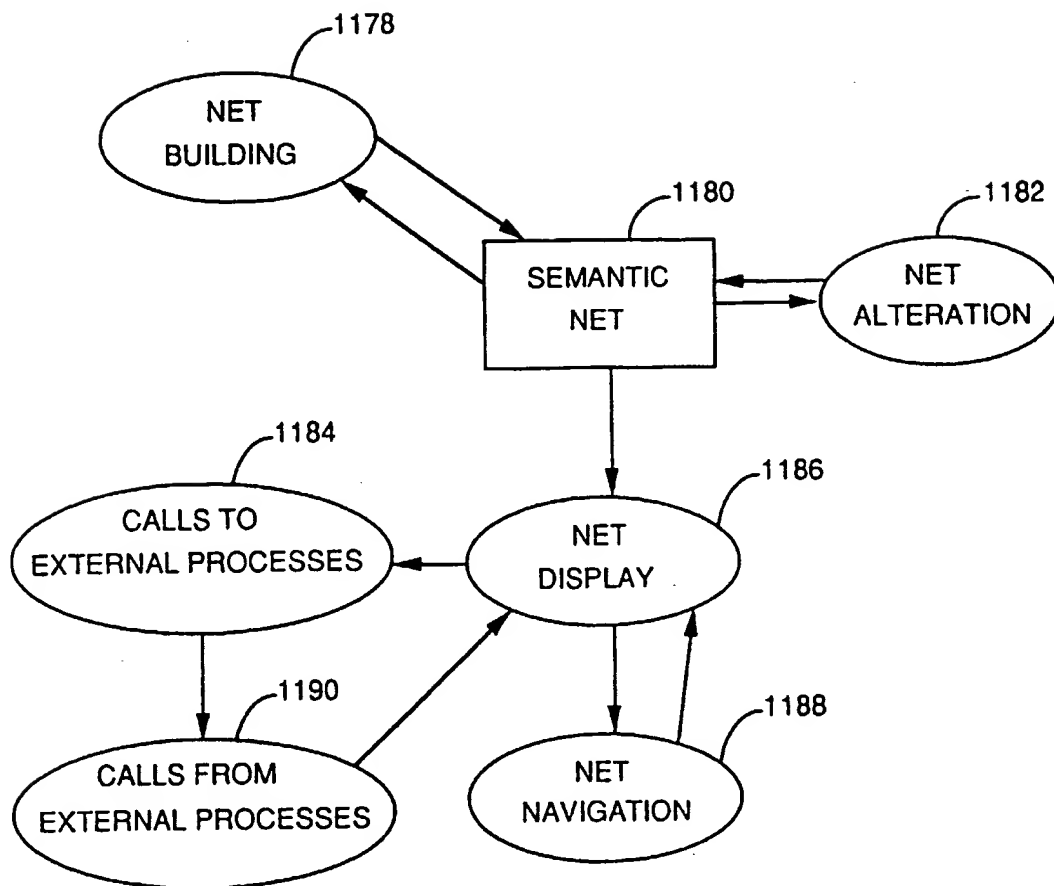 1178
NET
BUILDING
1180
SEMANTIC
NET
1182
NET
ALTERATION
1184
CALLS TO
EXTERNAL PROCESSES
1186
NET
DISPLAY
1190
CALLS FROM
EXTERNAL PROCESSES
1188
NET
NAVIGATION